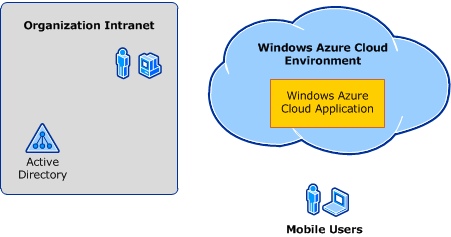 Organization Intranet
Active
Directory
Windows Azure Cloud
Environment
Windows Azure
Cloud Application
Mobile Users